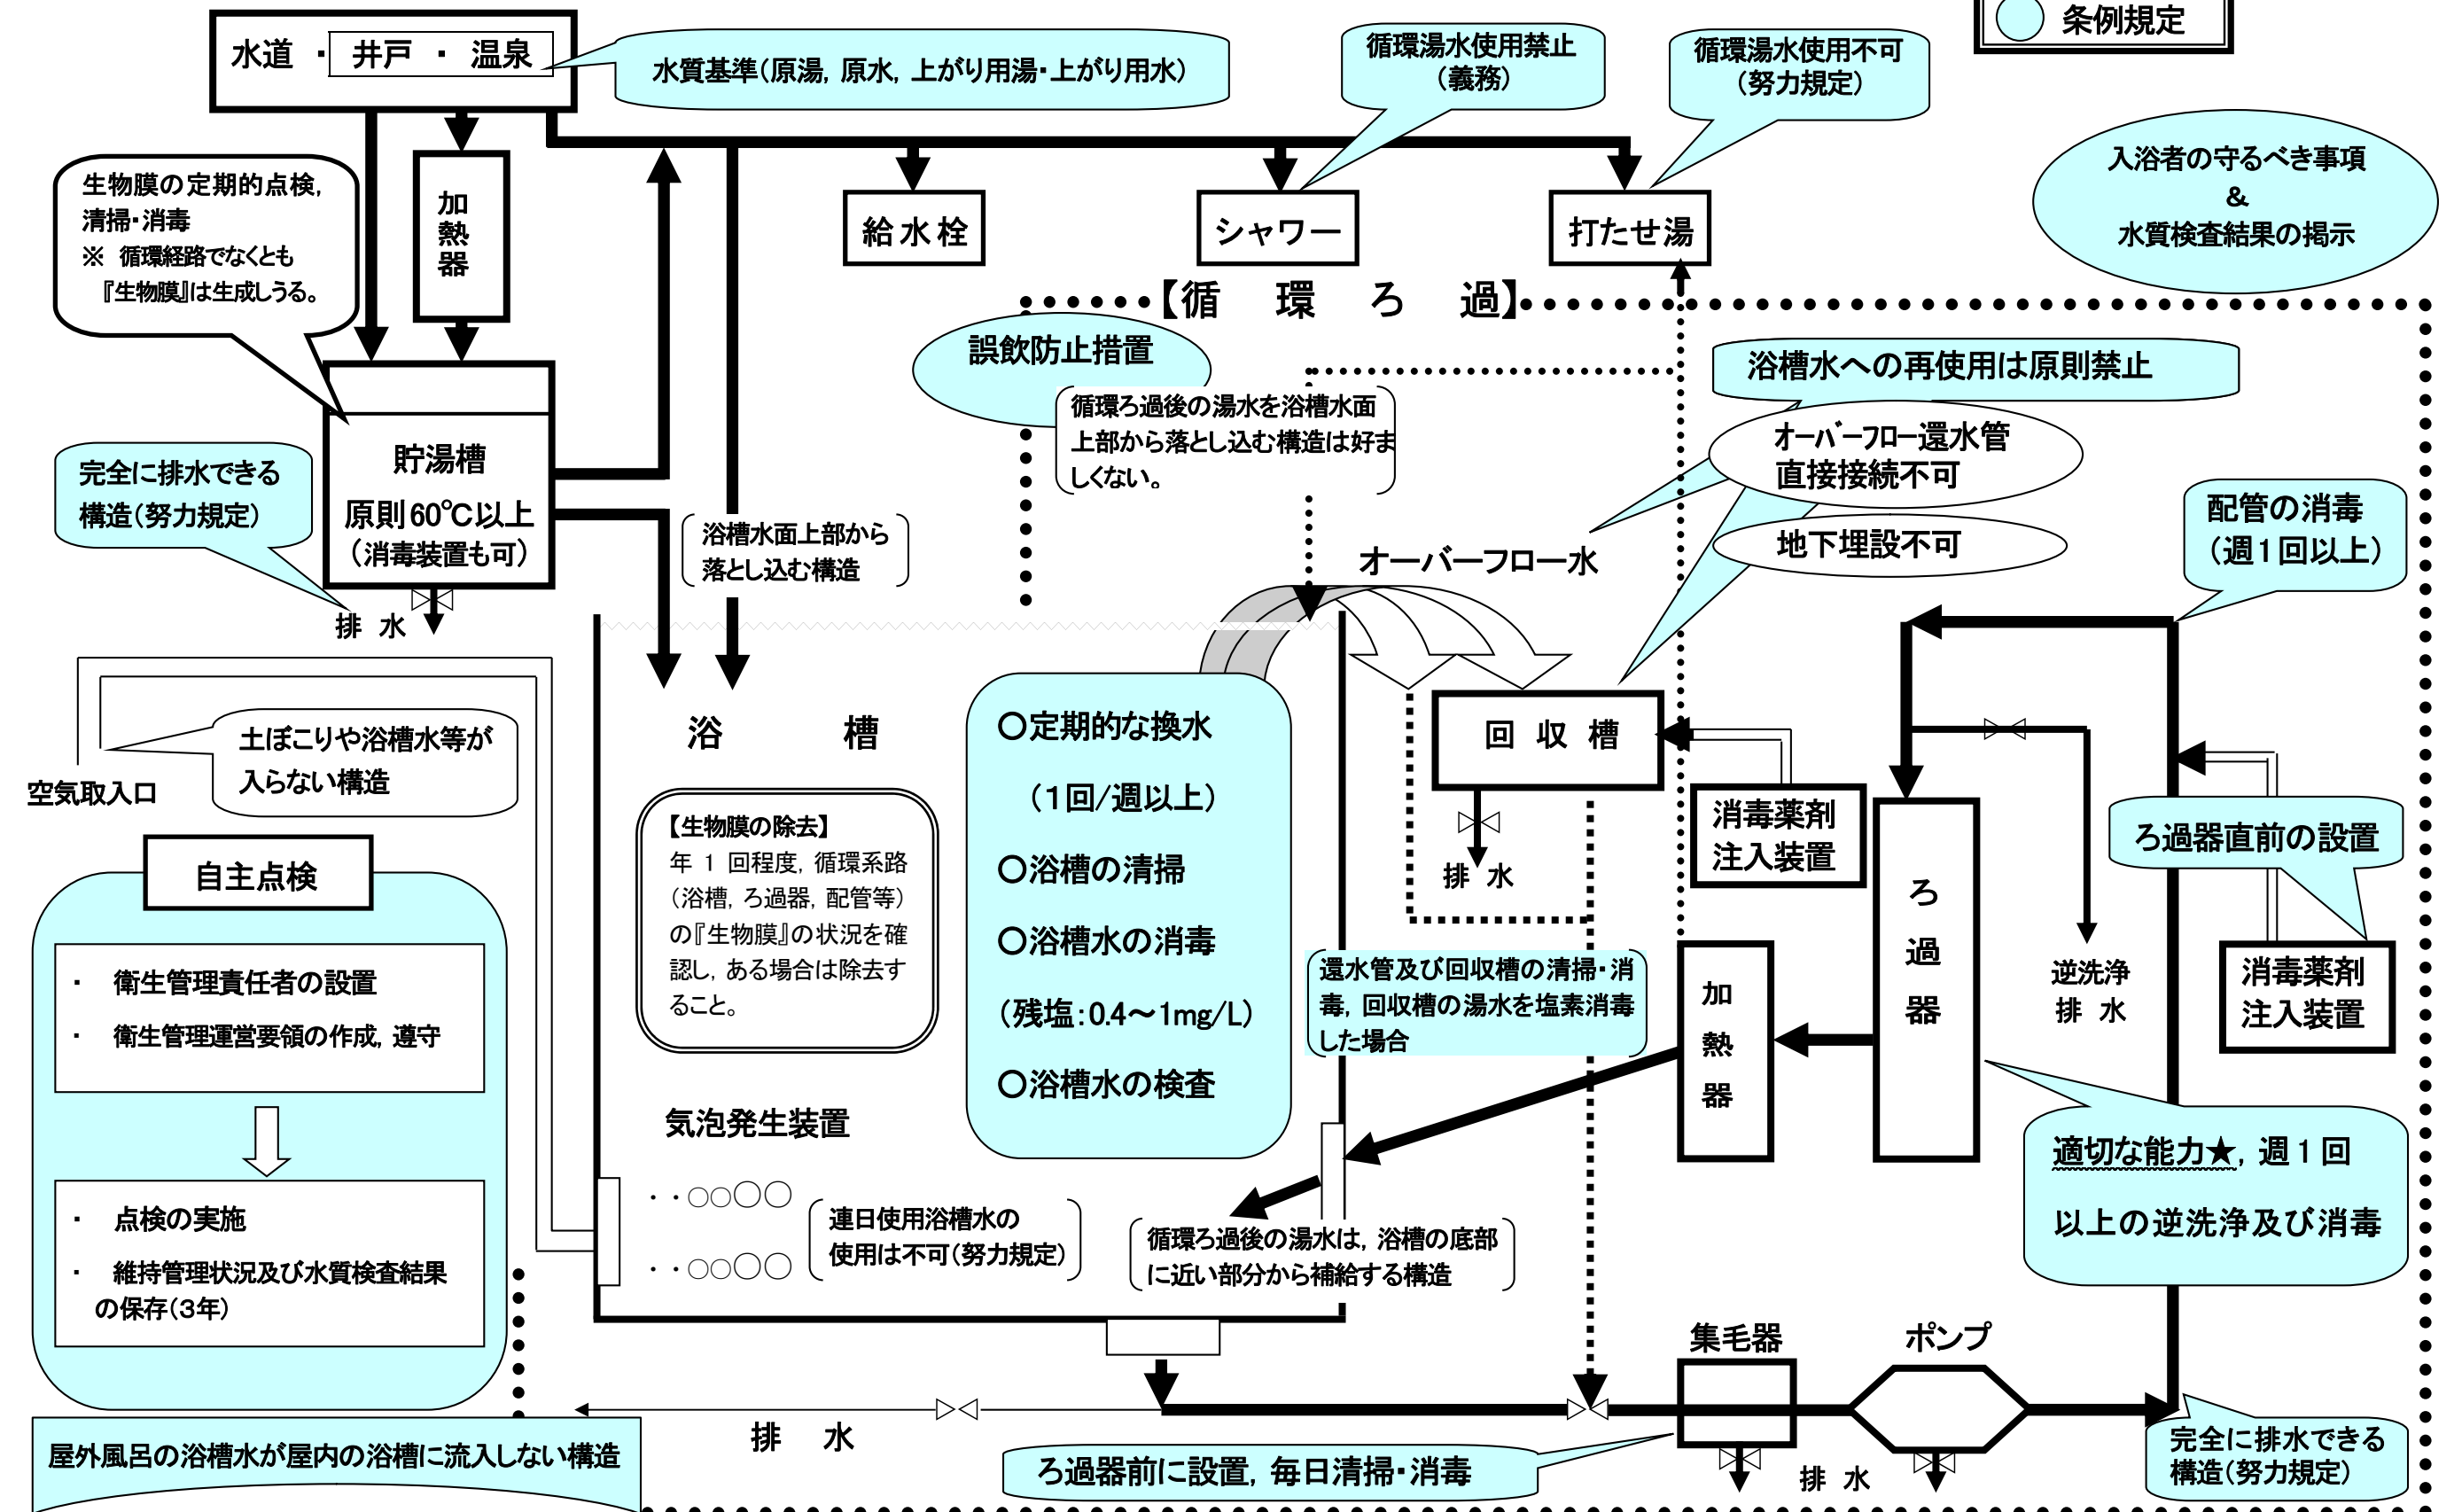 条例規定
水道 ・ 井戸 ・ 温泉
水質基準(原湯, 原水, 上がり用湯・上がり用水)
循環湯水使用禁止
(義務)
循環湯水使用不可
(努力規定)
入浴者の守るべき事項
&
水質検査結果の掲示
生物膜の定期的点検,
清掃・消毒
※ 循環経路でなくとも
『生物膜』は生成しうる。
加熱器
給水栓
シャワー
打たせ湯
【循 環 ろ 過】
誤飲防止措置
循環ろ過後の湯水を浴槽水面
上部から落とし込む構造は好ま
しくない。
浴槽水への再使用は原則禁止
オーバーフロー還水管
直接接続不可
地下埋設不可
配管の消毒
(週1回以上)
完全に排水できる
構造(努力規定)
貯湯槽
原則60℃以上
(消毒装置も可)
排 水
浴槽水面上部から
落とし込む構造
オーバーフロー水
土ぼこりや浴槽水等が
入らない構造
空気取入口
浴 槽
回 収 槽
排 水
消毒薬剤
注入装置
ろ過器
逆洗浄
排 水
ろ過器直前の設置
消毒薬剤
注入装置
【生物膜の除去】
年 1 回程度, 循環系路
(浴槽, ろ過器, 配管等)
の『生物膜』の状況を確
認し, ある場合は除去す
ること。
○定期的な換水
(1回/週以上)
○浴槽の清掃
○浴槽水の消毒
(残塩:0.4~1mg/L)
○浴槽水の検査
還水管及び回収槽の清掃・消
毒, 回収槽の湯水を塩素消毒
した場合
加熱器
自主点検
・ 衛生管理責任者の設置
・ 衛生管理運営要領の作成, 遵守
・ 点検の実施
・ 維持管理状況及び水質検査結果
の保存(3年)
気泡発生装置
・・○○○○
・・○○○○
連日使用浴槽水の
使用は不可(努力規定)
循環ろ過後の湯水は, 浴槽の底部
に近い部分から補給する構造
適切な能力★, 週1回
以上の逆洗浄及び消毒
集毛器
ポンプ
排 水
屋外風呂の浴槽水が屋内の浴槽に流入しない構造
ろ過器前に設置, 毎日清掃・消毒
排 水
完全に排水できる
構造(努力規定)